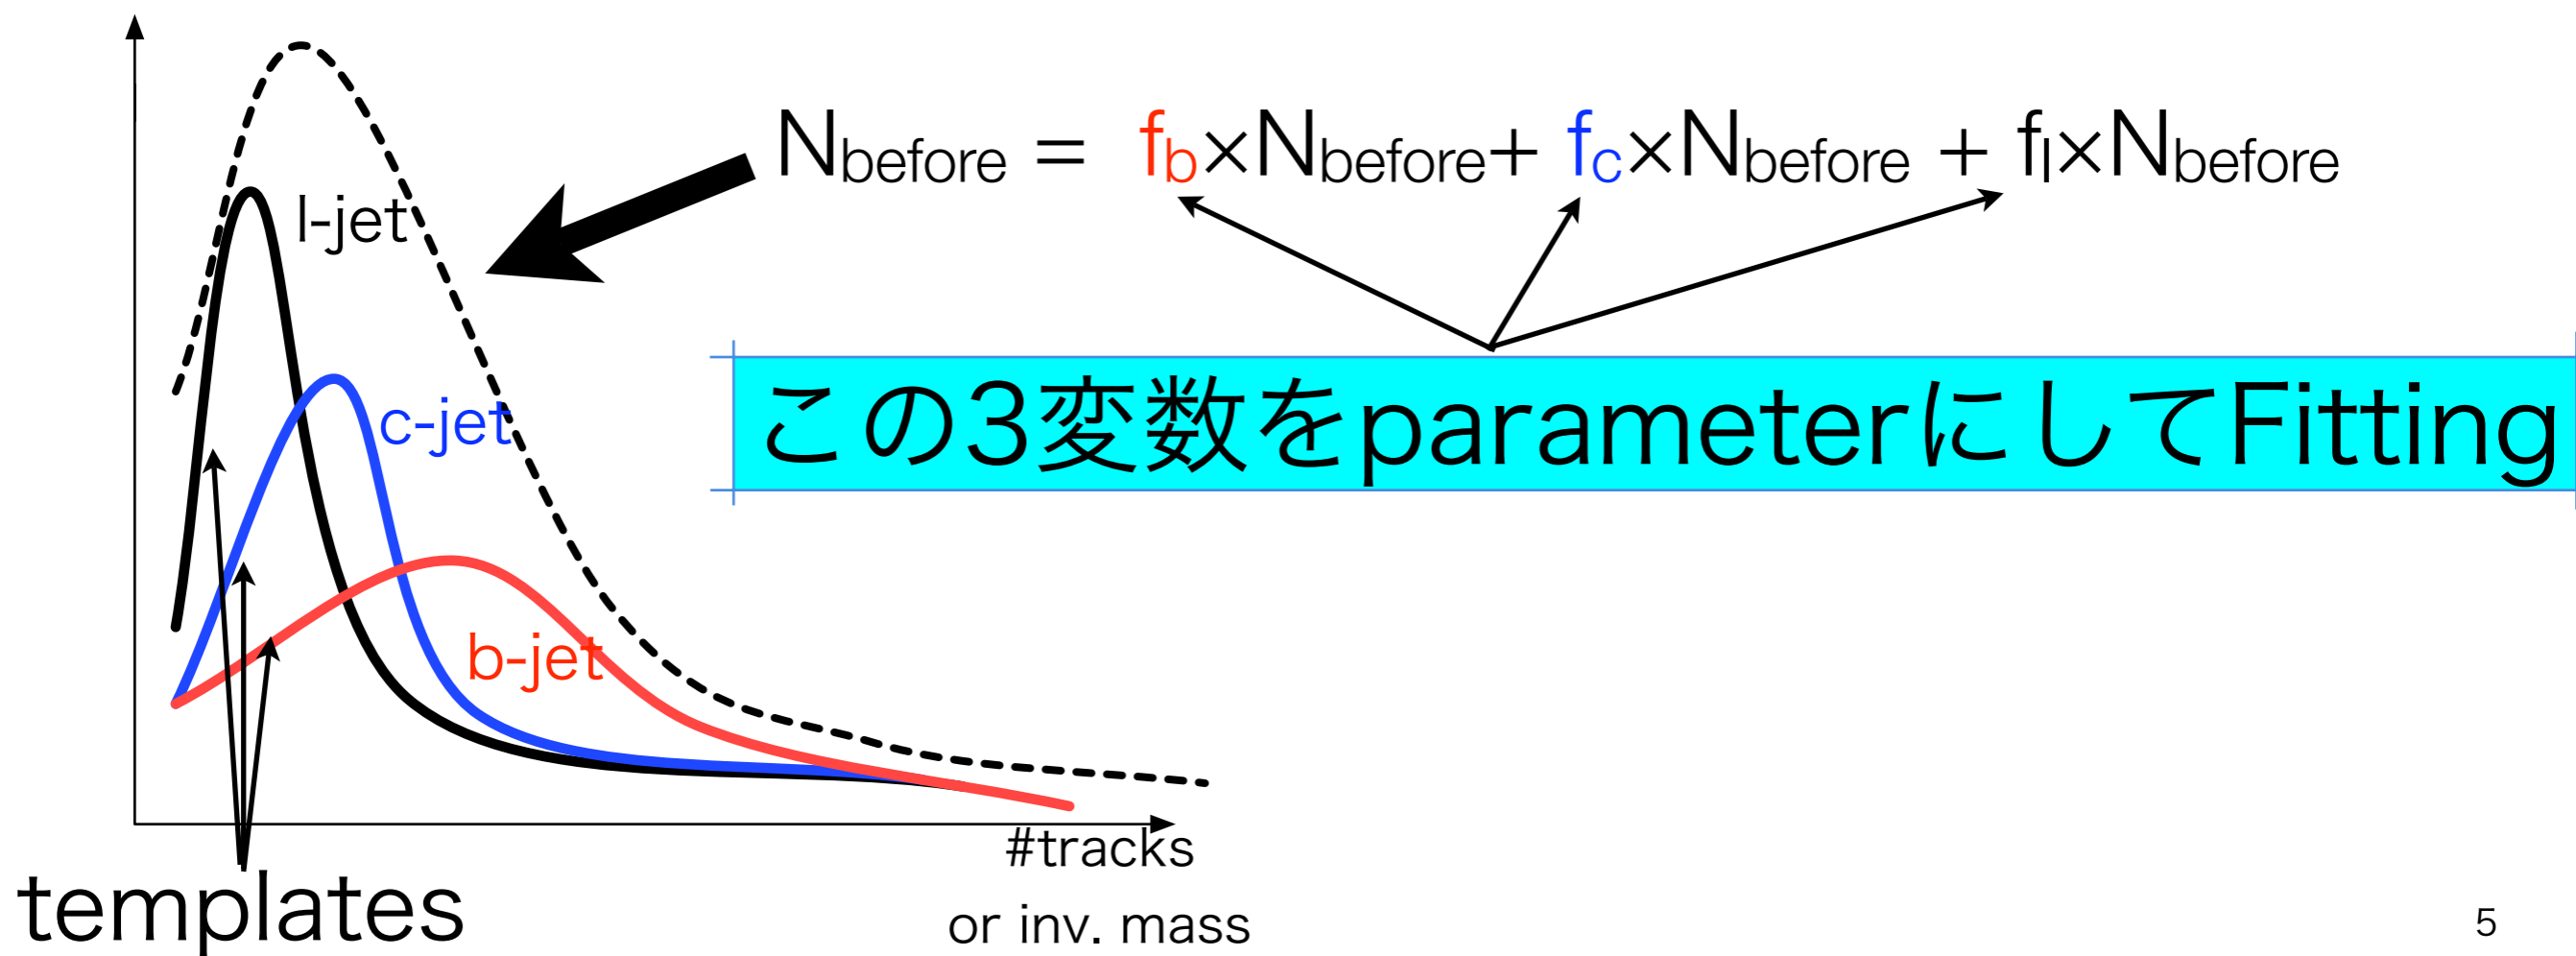 Nbefore = fb×Nbefore+ fc×Nbefore + fl×Nbefore
l-jet
c-jet
この3変数をparameterにしてFitting
b-jet
#tracks
or inv. mass
templates
5